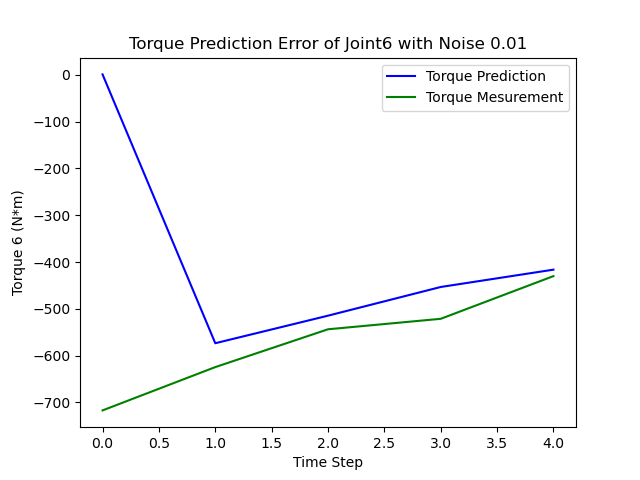 Torque Prediction Error of Joint6 with Noise 0.01
Torque Prediction
Torque Mesurement
0
−100
−200
−300
−400
−500
−600
−700
Torque 6 (N*m)
0.0 0.5 1.0 1.5 2.0 2.5 3.0 3.5 4.0
Time Step